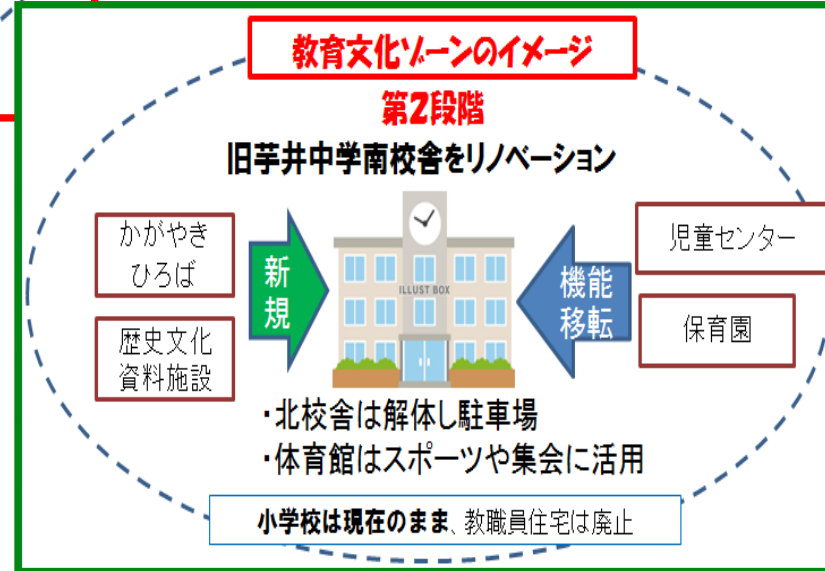 教育文化ゾーンのイメージ
第2段階
旧芋井中学南校舎をリノベーション
かがやき
ひろば
歴史文化
資料施設
新
規
ILLUST BOX
機能
移転
児童センター
保育園
・北校舎は解体し駐車場
・体育館はスポーツや集会に活用
小学校は現在のまま、教職員住宅は廃止